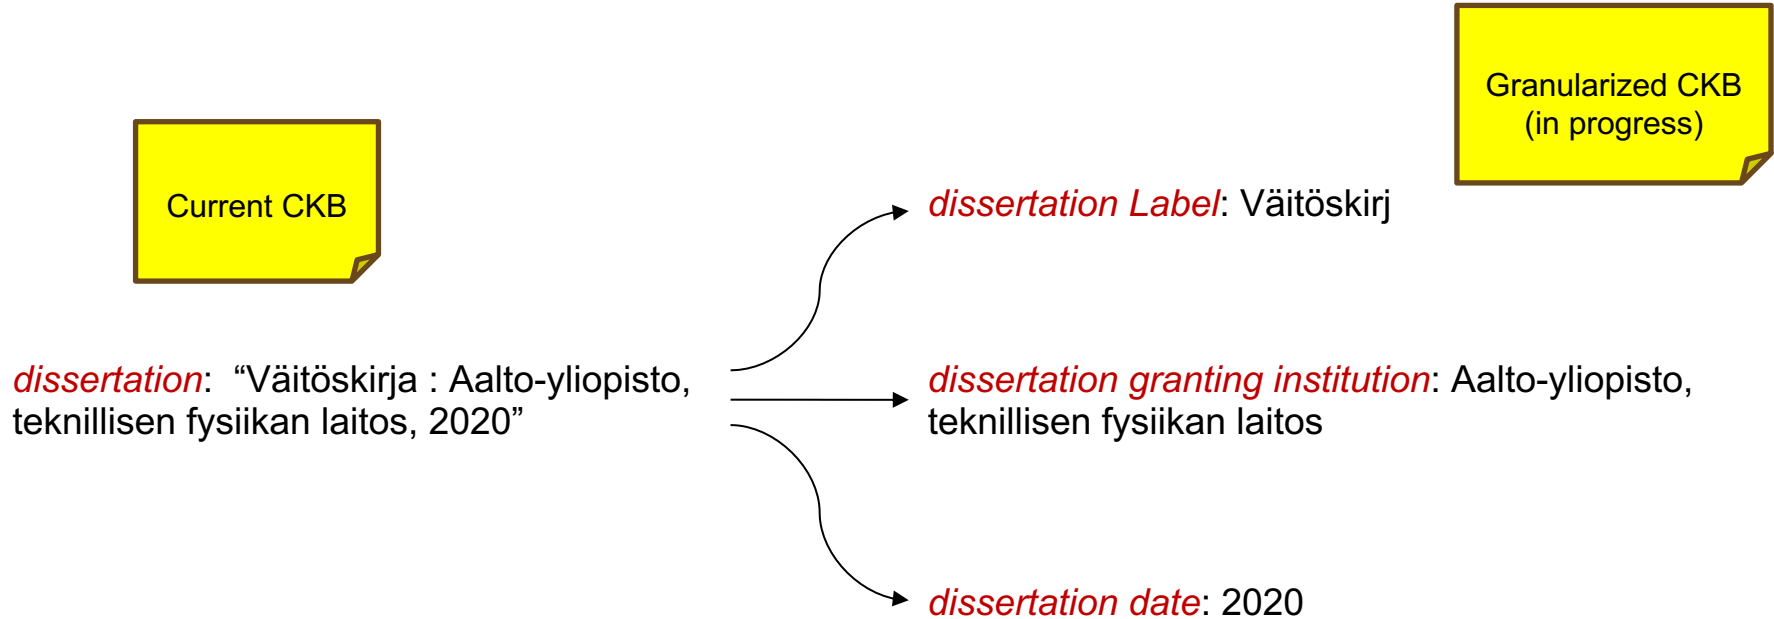 Current CKB
dissertation:  “Väitöskirja : Aalto-yliopisto,
teknillisen fysiikan laitos, 2020”
Granularized CKB
(in progress)
dissertation Label: Väitöskirj
dissertation granting institution: Aalto-yliopisto,
teknillisen fysiikan laitos
dissertation date: 2020